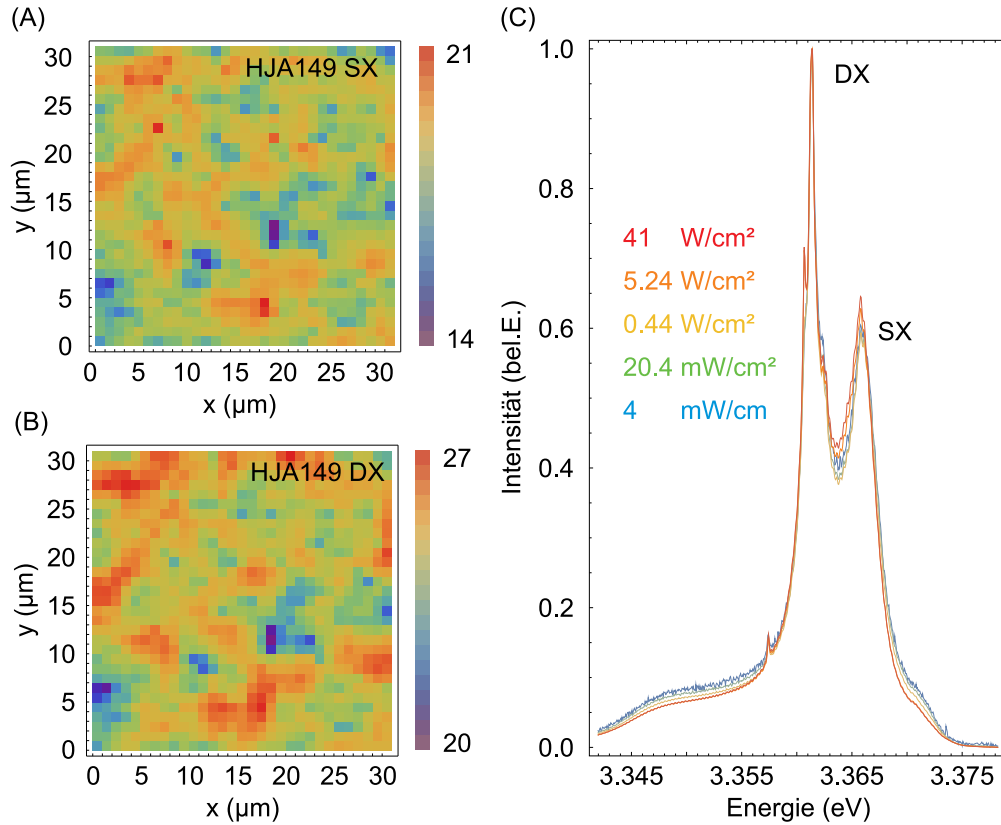 (A)
HJA149 SX
30
25
20
15
10
5
0
y (µm)
0 5 10 15 20 25 30
x (µm)
21
14
(B)
HJA149 DX
30
25
20
15
10
5
0
y (µm)
0 5 10 15 20 25 30
x (µm)
27
20
(C)
1.0
0.8
0.6
0.4
0.2
0.0
Intensität (bel.E.)
DX
SX
41 W/cm²
5.24 W/cm²
0.44 W/cm²
20.4 mW/cm²
4 mW/cm
3.345 3.355 3.365 3.375
Energie (eV)